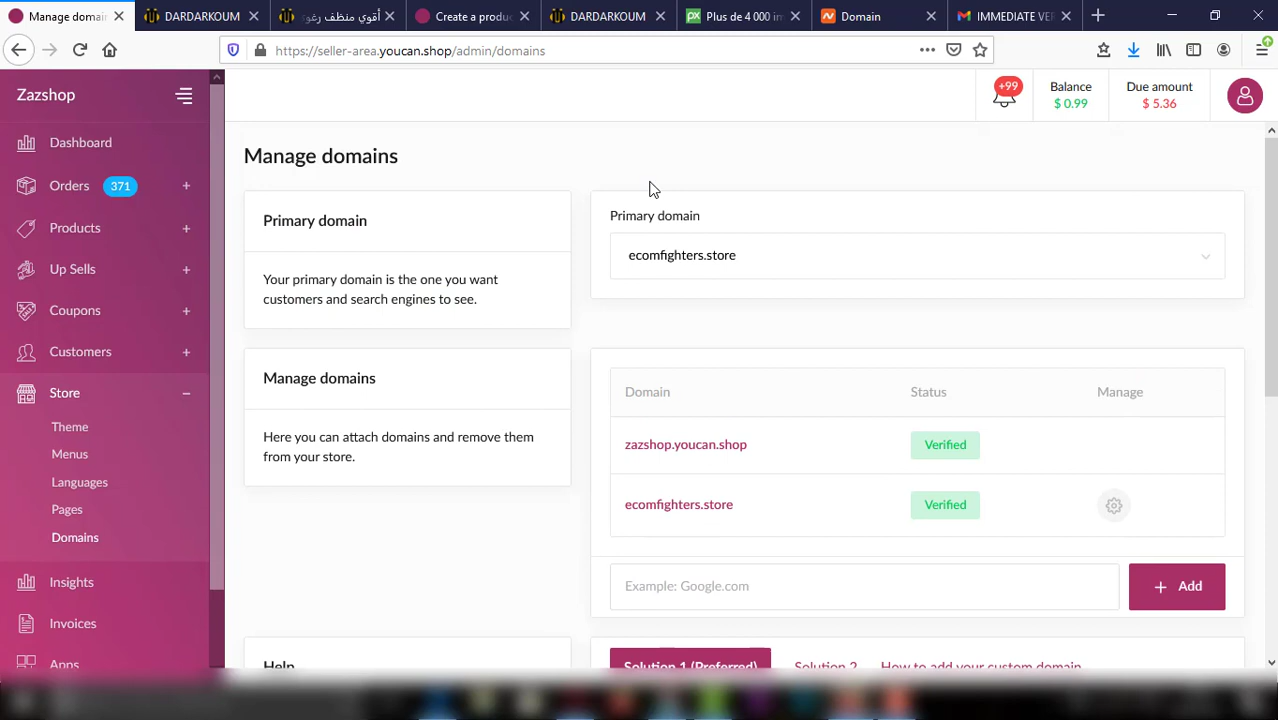 Manage domain
DARDARKOUM
أقوي منظف رغوي
Create a produc
DARDARKOUM
Plus de 4 000 im
Domain
IMMEDIATE VER
https://seller-area.youcan.shop/admin/domains
Zazshop
+99
Balance
$ 0.99
Due amount
$ 5.36
Dashboard
Orders 371 +
Products +
Up Sells +
Coupons +
Customers +
Store −
Theme
Menus
Languages
Pages
Domains
Insights
Invoices
Apps
Manage domains
Primary domain
Your primary domain is the one you want
customers and search engines to see.
Primary domain
ecomfighters.store
Manage domains
Here you can attach domains and remove them
from your store.
Domain Status Manage
zazshop.youcan.shop Verified
ecomfighters.store Verified
Example: Google.com
+ Add
Help
Solution 1 (Preferred) Solution 2 How to add your custom domain